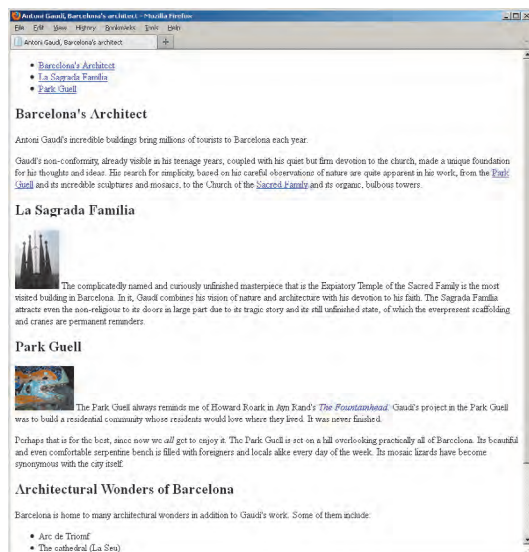 Antoni Gaudí, Barcelona's architect - Mozilla Firefox
File Edit View History Bookmarks Tools Help
Antoni Gaudí, Barcelona's architect +
• Barcelona's Architect
• La Sagrada Família
• Park Guell
Barcelona's Architect
Antoni Gaudí's incredible buildings bring millions of tourists to Barcelona each year.
Gaudí's non-conformity, already visible in his teenage years, coupled with his quiet but firm devotion to the church, made a unique foundation
for his thoughts and ideas. His search for simplicity, based on his careful observations of nature are quite apparent in his work, from the Park
Guell and its incredible sculptures and mosaics, to the Church of the Sacred Family and its organic, bulbous towers.
La Sagrada Família
The complicatedly named and curiously unfinished masterpiece that is the Expiatory Temple of the Sacred Family is the most
visited building in Barcelona. In it, Gaudí combines his vision of nature and architecture with his devotion to his faith. The Sagrada Família
attracts even the non-religious to its doors in large part due to its tragic story and its still unfinished state, of which the everpresent scaffolding
and cranes are permanent reminders.
Park Guell
The Park Guell always reminds me of Howard Roark in Ayn Rand's The Fountainhead. Gaudí's project in the Park Guell
was to build a residential community whose residents would love where they lived. It was never finished.
Perhaps that is for the best, since now we all get to enjoy it. The Park Guell is set on a hill overlooking practically all of Barcelona. Its beautiful
and even comfortable serpentine bench is filled with foreigners and locals alike every day of the week. Its mosaic lizards have become
synonymous with the city itself.
Architectural Wonders of Barcelona
Barcelona is home to many architectural wonders in addition to Gaudí's work. Some of them include:
• Arc de Triomf
• The cathedral (La Seu)